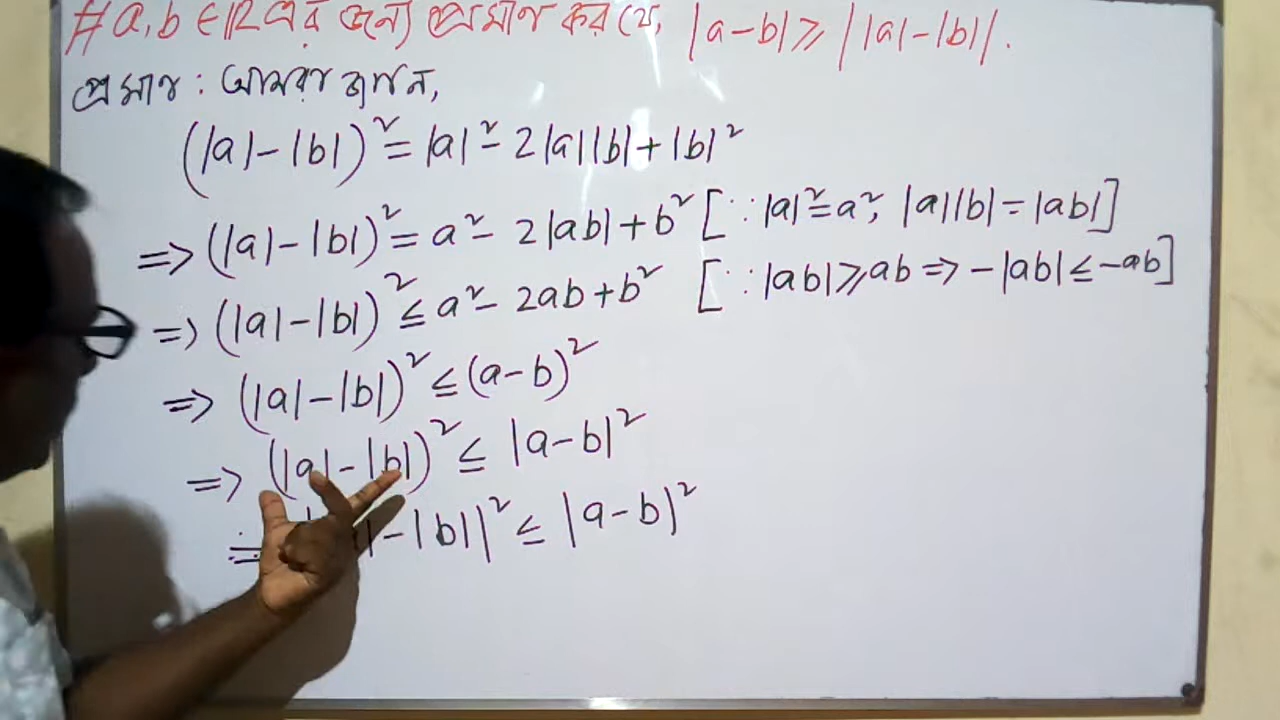 # a,b ∈ ℝ এর জন্য প্রমাণ কর যে, |a-b| ≥ ||a|-|b||.
প্রমাণ : আমরা জানি,
(|a|-|b|)² = |a|² - 2|a||b| + |b|²
=> (|a|-|b|)² = a² - 2|ab| + b² [∵ |a|² = a², |a||b| = |ab|]
=> (|a|-|b|)² ≤ a² - 2ab + b² [∵ |ab| ≥ ab => -|ab| ≤ -ab]
=> (|a|-|b|)² ≤ (a-b)²
=> (|a|-|b|)² ≤ |a-b|²
-|b||² ≤ |a-b|²